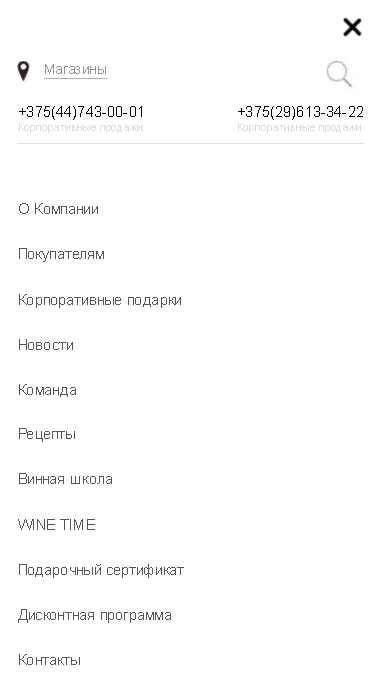 Магазины
+375(44)743-00-01 +375(29)613-34-22
Корпоративные продажи Корпоративные продажи
О Компании
Покупателям
Корпоративные подарки
Новости
Команда
Рецепты
Винная школа
WINE TIME
Подарочный сертификат
Дисконтная программа
Контакты